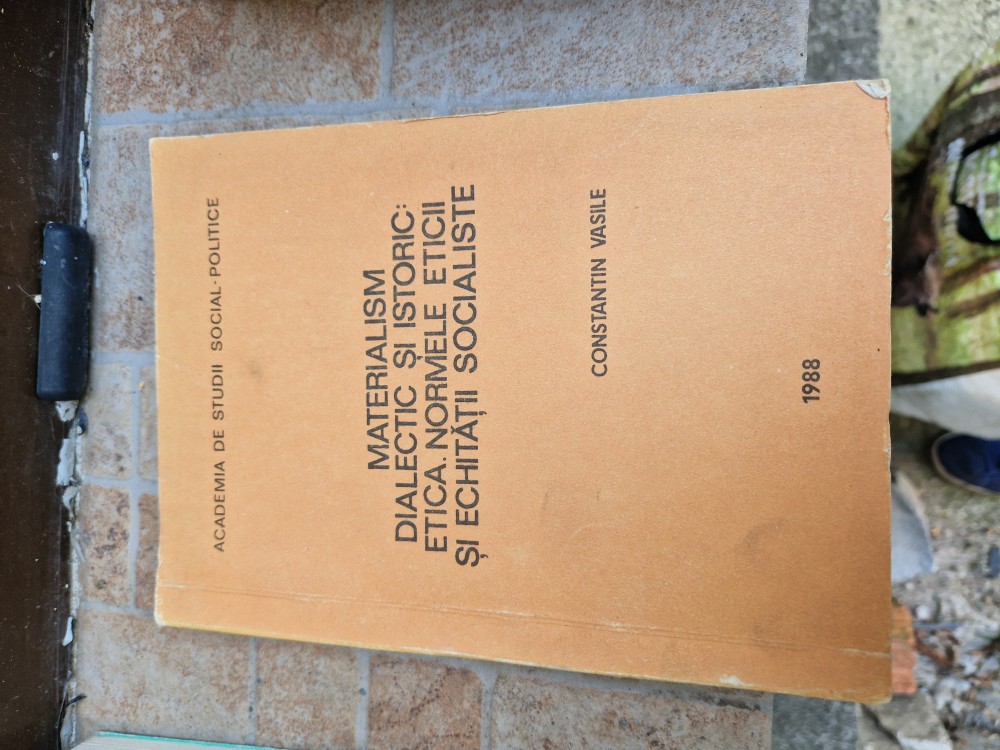 ACADEMIA DE STUDII SOCIAL-POLITICE
MATERIALISM
DIALECTIC ȘI ISTORIC:
ETICA. NORMELE ETICII
ȘI ECHITĂȚII SOCIALISTE
CONSTANTIN VASILE
1988